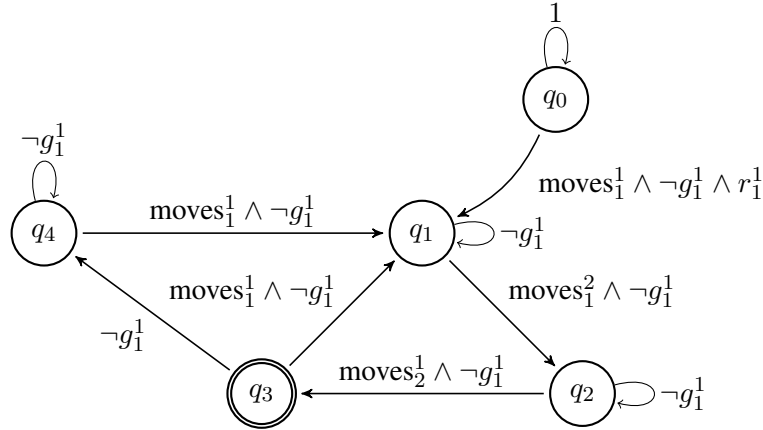 1
q₀
¬g₁¹
moves₁¹ ∧ ¬g₁¹ ∧ r₁¹
moves₁¹ ∧ ¬g₁¹
q₄
q₁
¬g₁¹
moves₁¹ ∧ ¬g₁¹
moves₁² ∧ ¬g₁¹
¬g₁¹
moves₂¹ ∧ ¬g₁¹
q₃
q₂
¬g₁¹